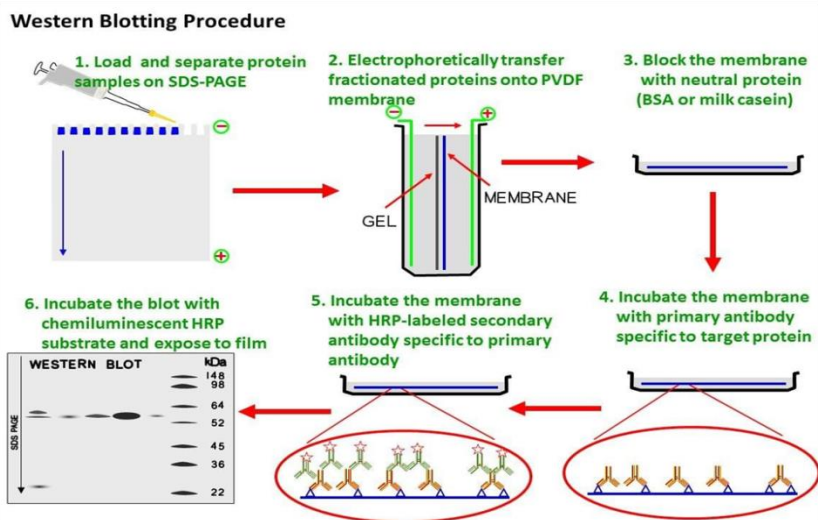 Western Blotting Procedure
1. Load and separate protein
samples on SDS-PAGE
2. Electrophoretically transfer
fractionated proteins onto PVDF
membrane
3. Block the membrane
with neutral protein
(BSA or milk casein)
GEL
MEMBRANE
4. Incubate the membrane
with primary antibody
specific to target protein
5. Incubate the membrane
with HRP-labeled secondary
antibody specific to primary
antibody
6. Incubate the blot with
chemiluminescent HRP
substrate and expose to film
WESTERN BLOT
kDa
148
98
64
52
45
36
22
SDS PAGE